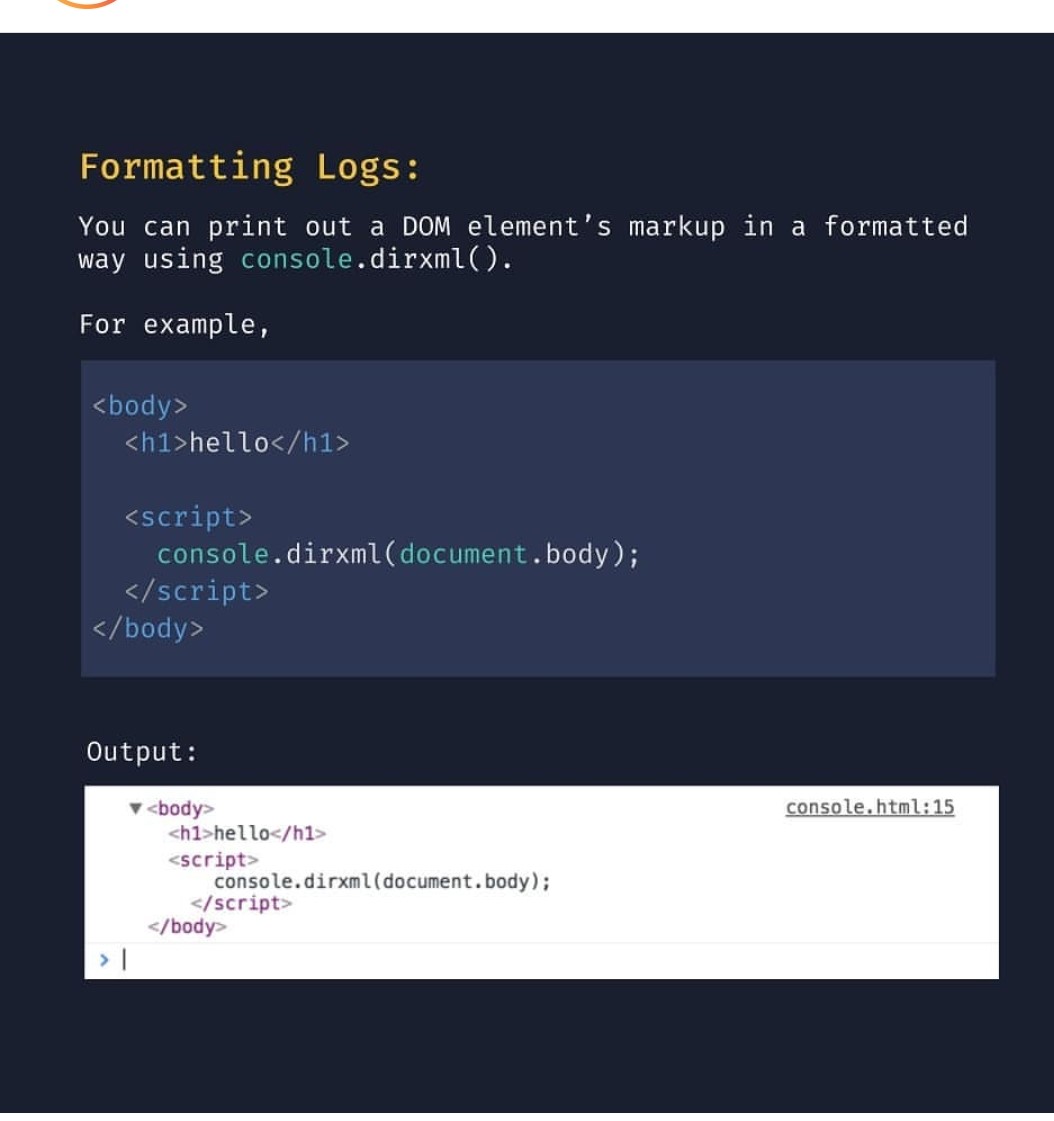 Formatting Logs:
You can print out a DOM element’s markup in a formatted
way using console.dirxml().
For example,
<body>
<h1>hello</h1>
<script>
console.dirxml(document.body);
</script>
</body>
Output:
▼<body> console.html:15
<h1>hello</h1>
<script>
console.dirxml(document.body);
</script>
</body>
> |